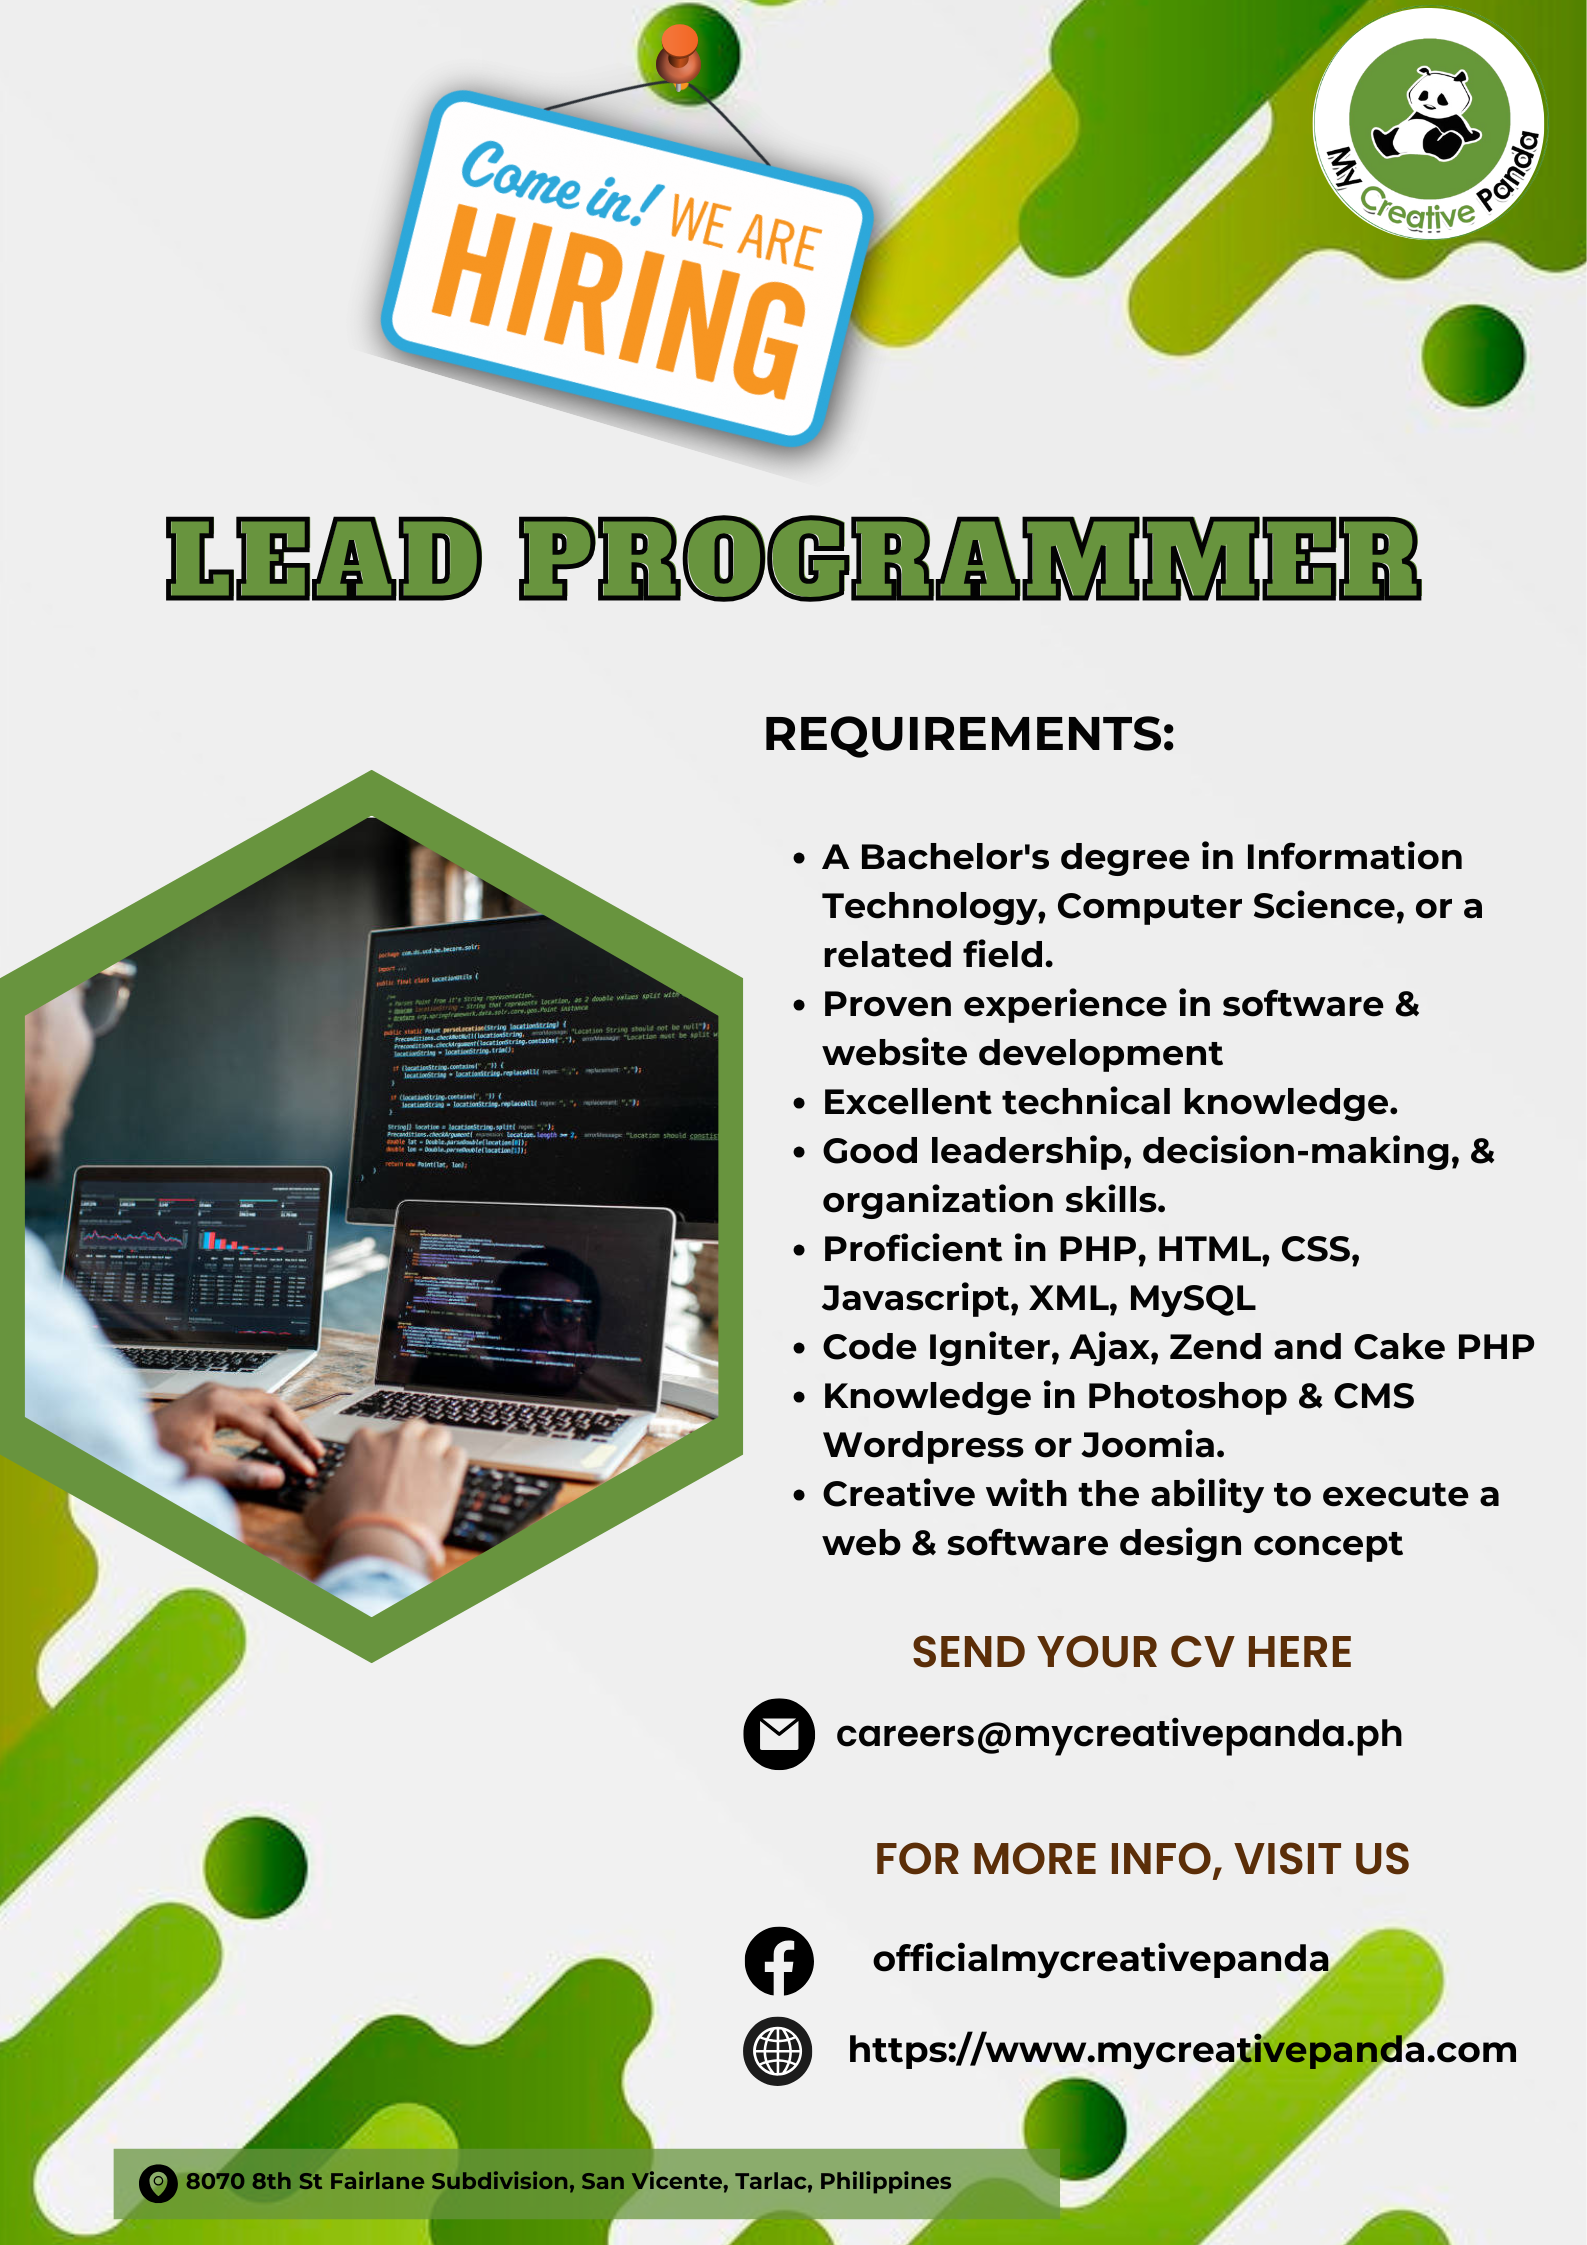 My Creative Panda
Come in! WE ARE
HIRING
LEAD PROGRAMMER
REQUIREMENTS:
• A Bachelor's degree in Information
Technology, Computer Science, or a
related field.
• Proven experience in software &
website development
• Excellent technical knowledge.
• Good leadership, decision-making, &
organization skills.
• Proficient in PHP, HTML, CSS,
Javascript, XML, MySQL
• Code Igniter, Ajax, Zend and Cake PHP
• Knowledge in Photoshop & CMS
Wordpress or Joomia.
• Creative with the ability to execute a
web & software design concept
SEND YOUR CV HERE
careers@mycreativepanda.ph
FOR MORE INFO, VISIT US
officialmycreativepanda
https://www.mycreativepanda.com
8070 8th St Fairlane Subdivision, San Vicente, Tarlac, Philippines